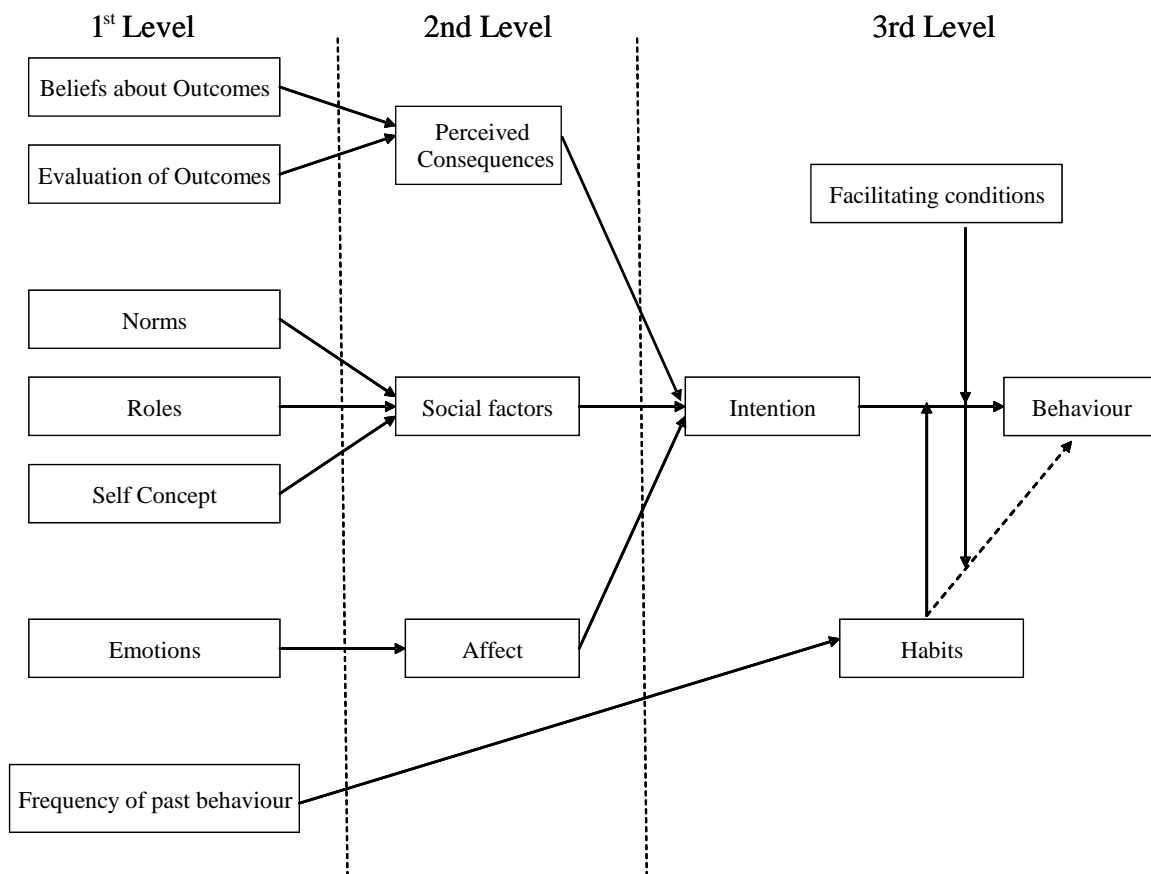 1st Level
2nd Level
3rd Level
Beliefs about Outcomes
Evaluation of Outcomes
Perceived
Consequences
Facilitating conditions
Norms
Roles
Self Concept
Social factors
Intention
Behaviour
Emotions
Affect
Habits
Frequency of past behaviour